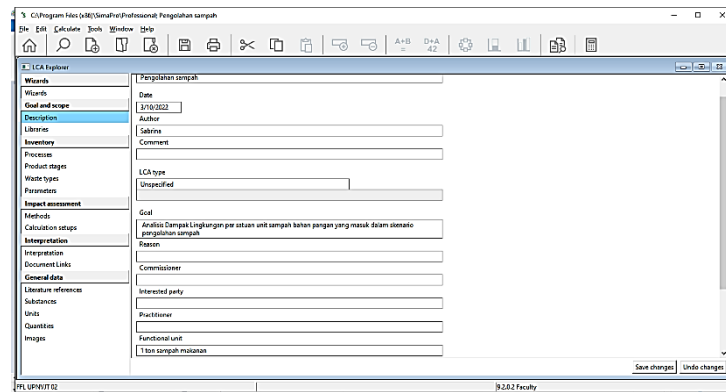 C:\Program Files (x86)\SimaPro\Professional; Pengolahan sampah
File Edit Calculate Tools Window Help
A+B = D+A 42
LCA Explorer
Wizards
Wizards
Goal and scope
Description
Libraries
Inventory
Processes
Product stages
Waste types
Parameters
Impact assessment
Methods
Calculation setups
Interpretation
Interpretation
Document Links
General data
Literature references
Substances
Units
Quantities
Images
Pengolahan sampah
Date
3/10/2022
Author
Sabrina
Comment
LCA type
Unspecified
Goal
Analisis Dampak Lingkungan per satuan unit sampah bahan pangan yang masuk dalam skenario
pengolahan sampah
Reason
Commissioner
Interested party
Practitioner
Functional unit
1 ton sampah makanan
Save changes Undo changes
FFL UPNVJT 02
9.2.0.2 Faculty